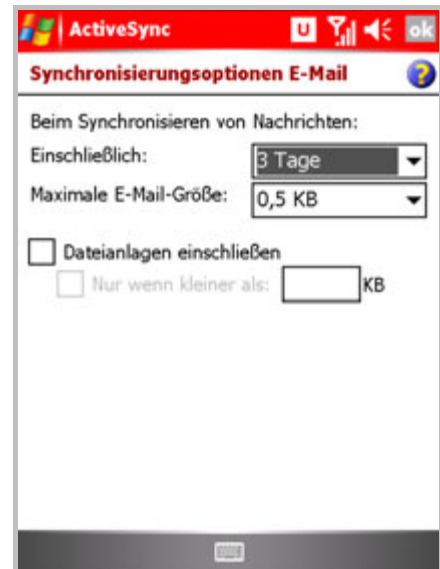 ActiveSync U ok
Synchronisierungsoptionen E-Mail ?
Beim Synchronisieren von Nachrichten:
Einschließlich: 3 Tage
Maximale E-Mail-Größe: 0,5 KB
Dateianlagen einschließen
Nur wenn kleiner als: KB